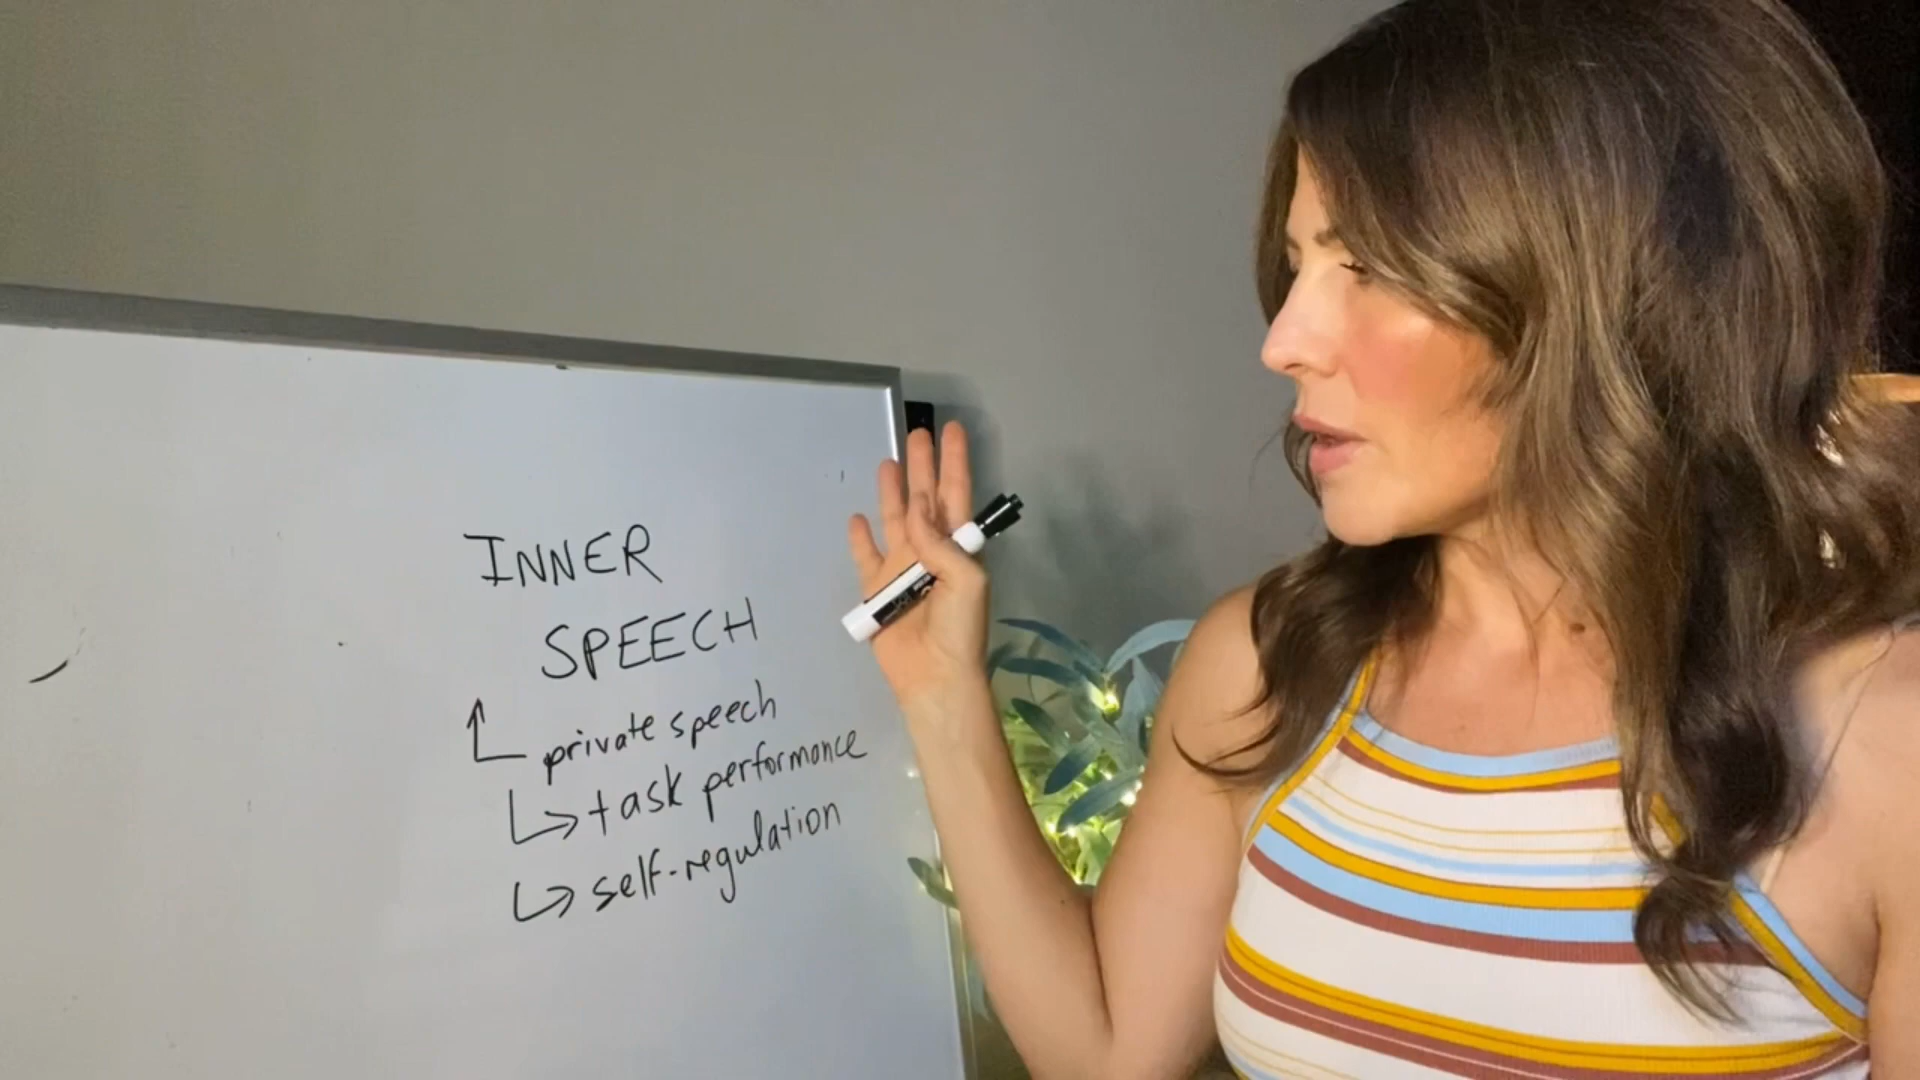 INNER
SPEECH
private speech
task performance
self-regulation